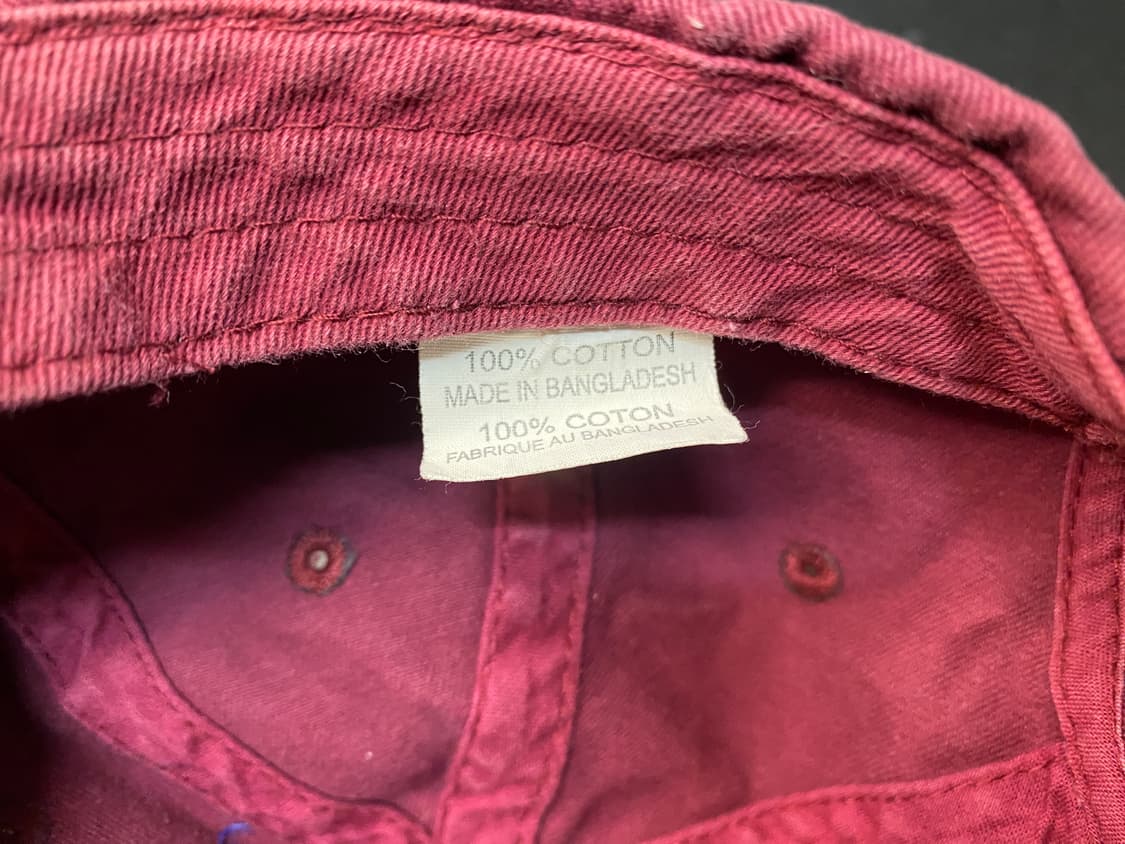 100% COTTON
MADE IN BANGLADESH
100% COTON
FABRIQUE AU BANGLADESH